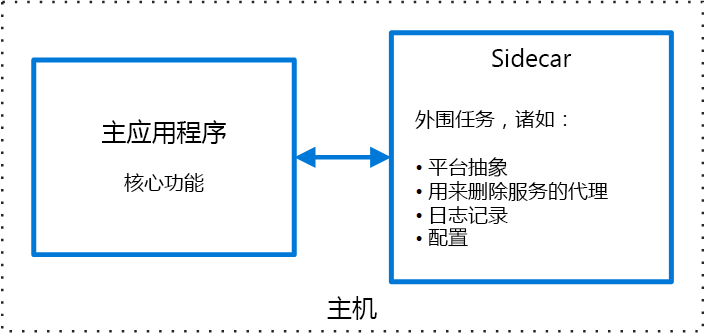 主应用程序
核心功能
Sidecar
外围任务，诸如：
• 平台抽象
• 用来删除服务的代理
• 日志记录
• 配置
主机